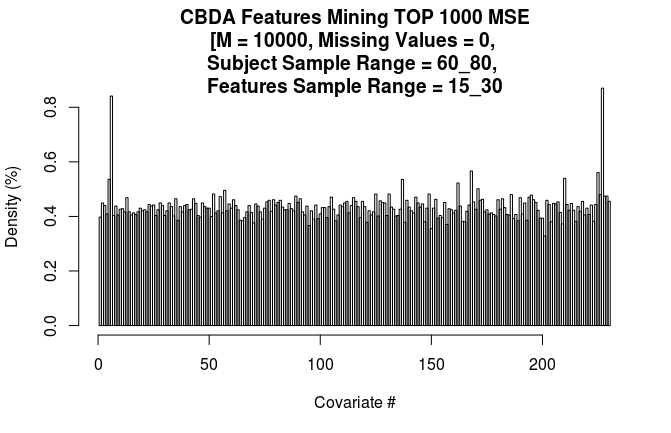 CBDA Features Mining TOP 1000 MSE
[M = 10000, Missing Values = 0,
Subject Sample Range = 60_80,
Features Sample Range = 15_30
Density (%)
0.8
0.6
0.4
0.2
0.0
0 50 100 150 200
Covariate #